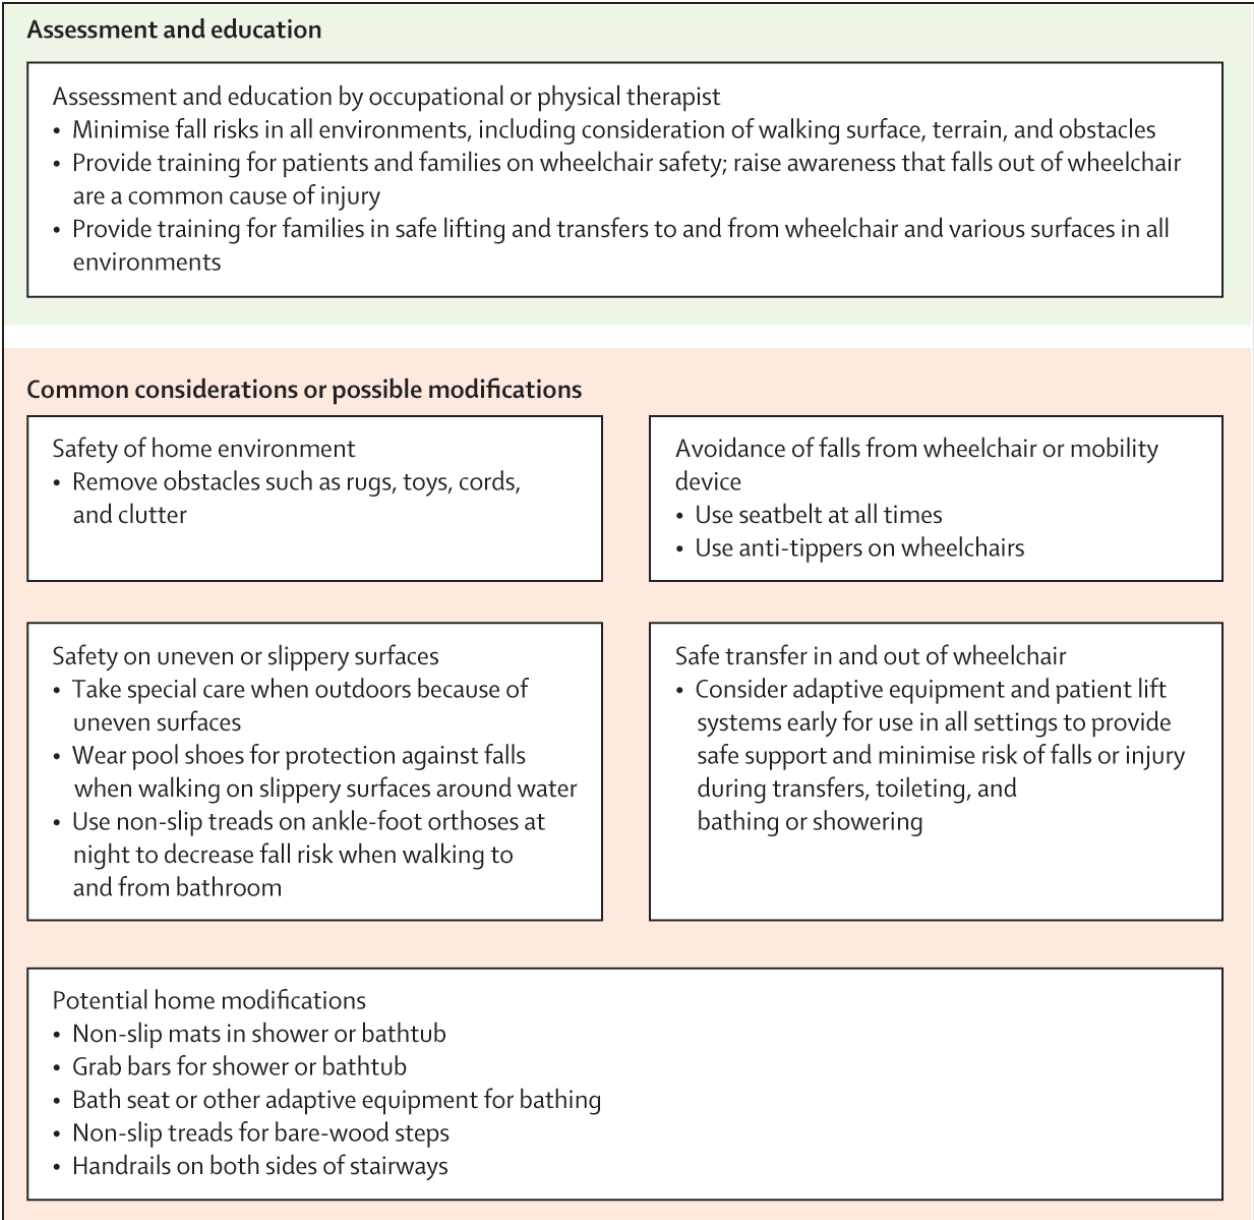 Assessment and education
Assessment and education by occupational or physical therapist
• Minimise fall risks in all environments, including consideration of walking surface, terrain, and obstacles
• Provide training for patients and families on wheelchair safety; raise awareness that falls out of wheelchair
are a common cause of injury
• Provide training for families in safe lifting and transfers to and from wheelchair and various surfaces in all
environments
Common considerations or possible modifications
Safety of home environment
• Remove obstacles such as rugs, toys, cords,
and clutter
Avoidance of falls from wheelchair or mobility
device
• Use seatbelt at all times
• Use anti-tippers on wheelchairs
Safety on uneven or slippery surfaces
• Take special care when outdoors because of
uneven surfaces
• Wear pool shoes for protection against falls
when walking on slippery surfaces around water
• Use non-slip treads on ankle-foot orthoses at
night to decrease fall risk when walking to
and from bathroom
Safe transfer in and out of wheelchair
• Consider adaptive equipment and patient lift
systems early for use in all settings to provide
safe support and minimise risk of falls or injury
during transfers, toileting, and
bathing or showering
Potential home modifications
• Non-slip mats in shower or bathtub
• Grab bars for shower or bathtub
• Bath seat or other adaptive equipment for bathing
• Non-slip treads for bare-wood steps
• Handrails on both sides of stairways